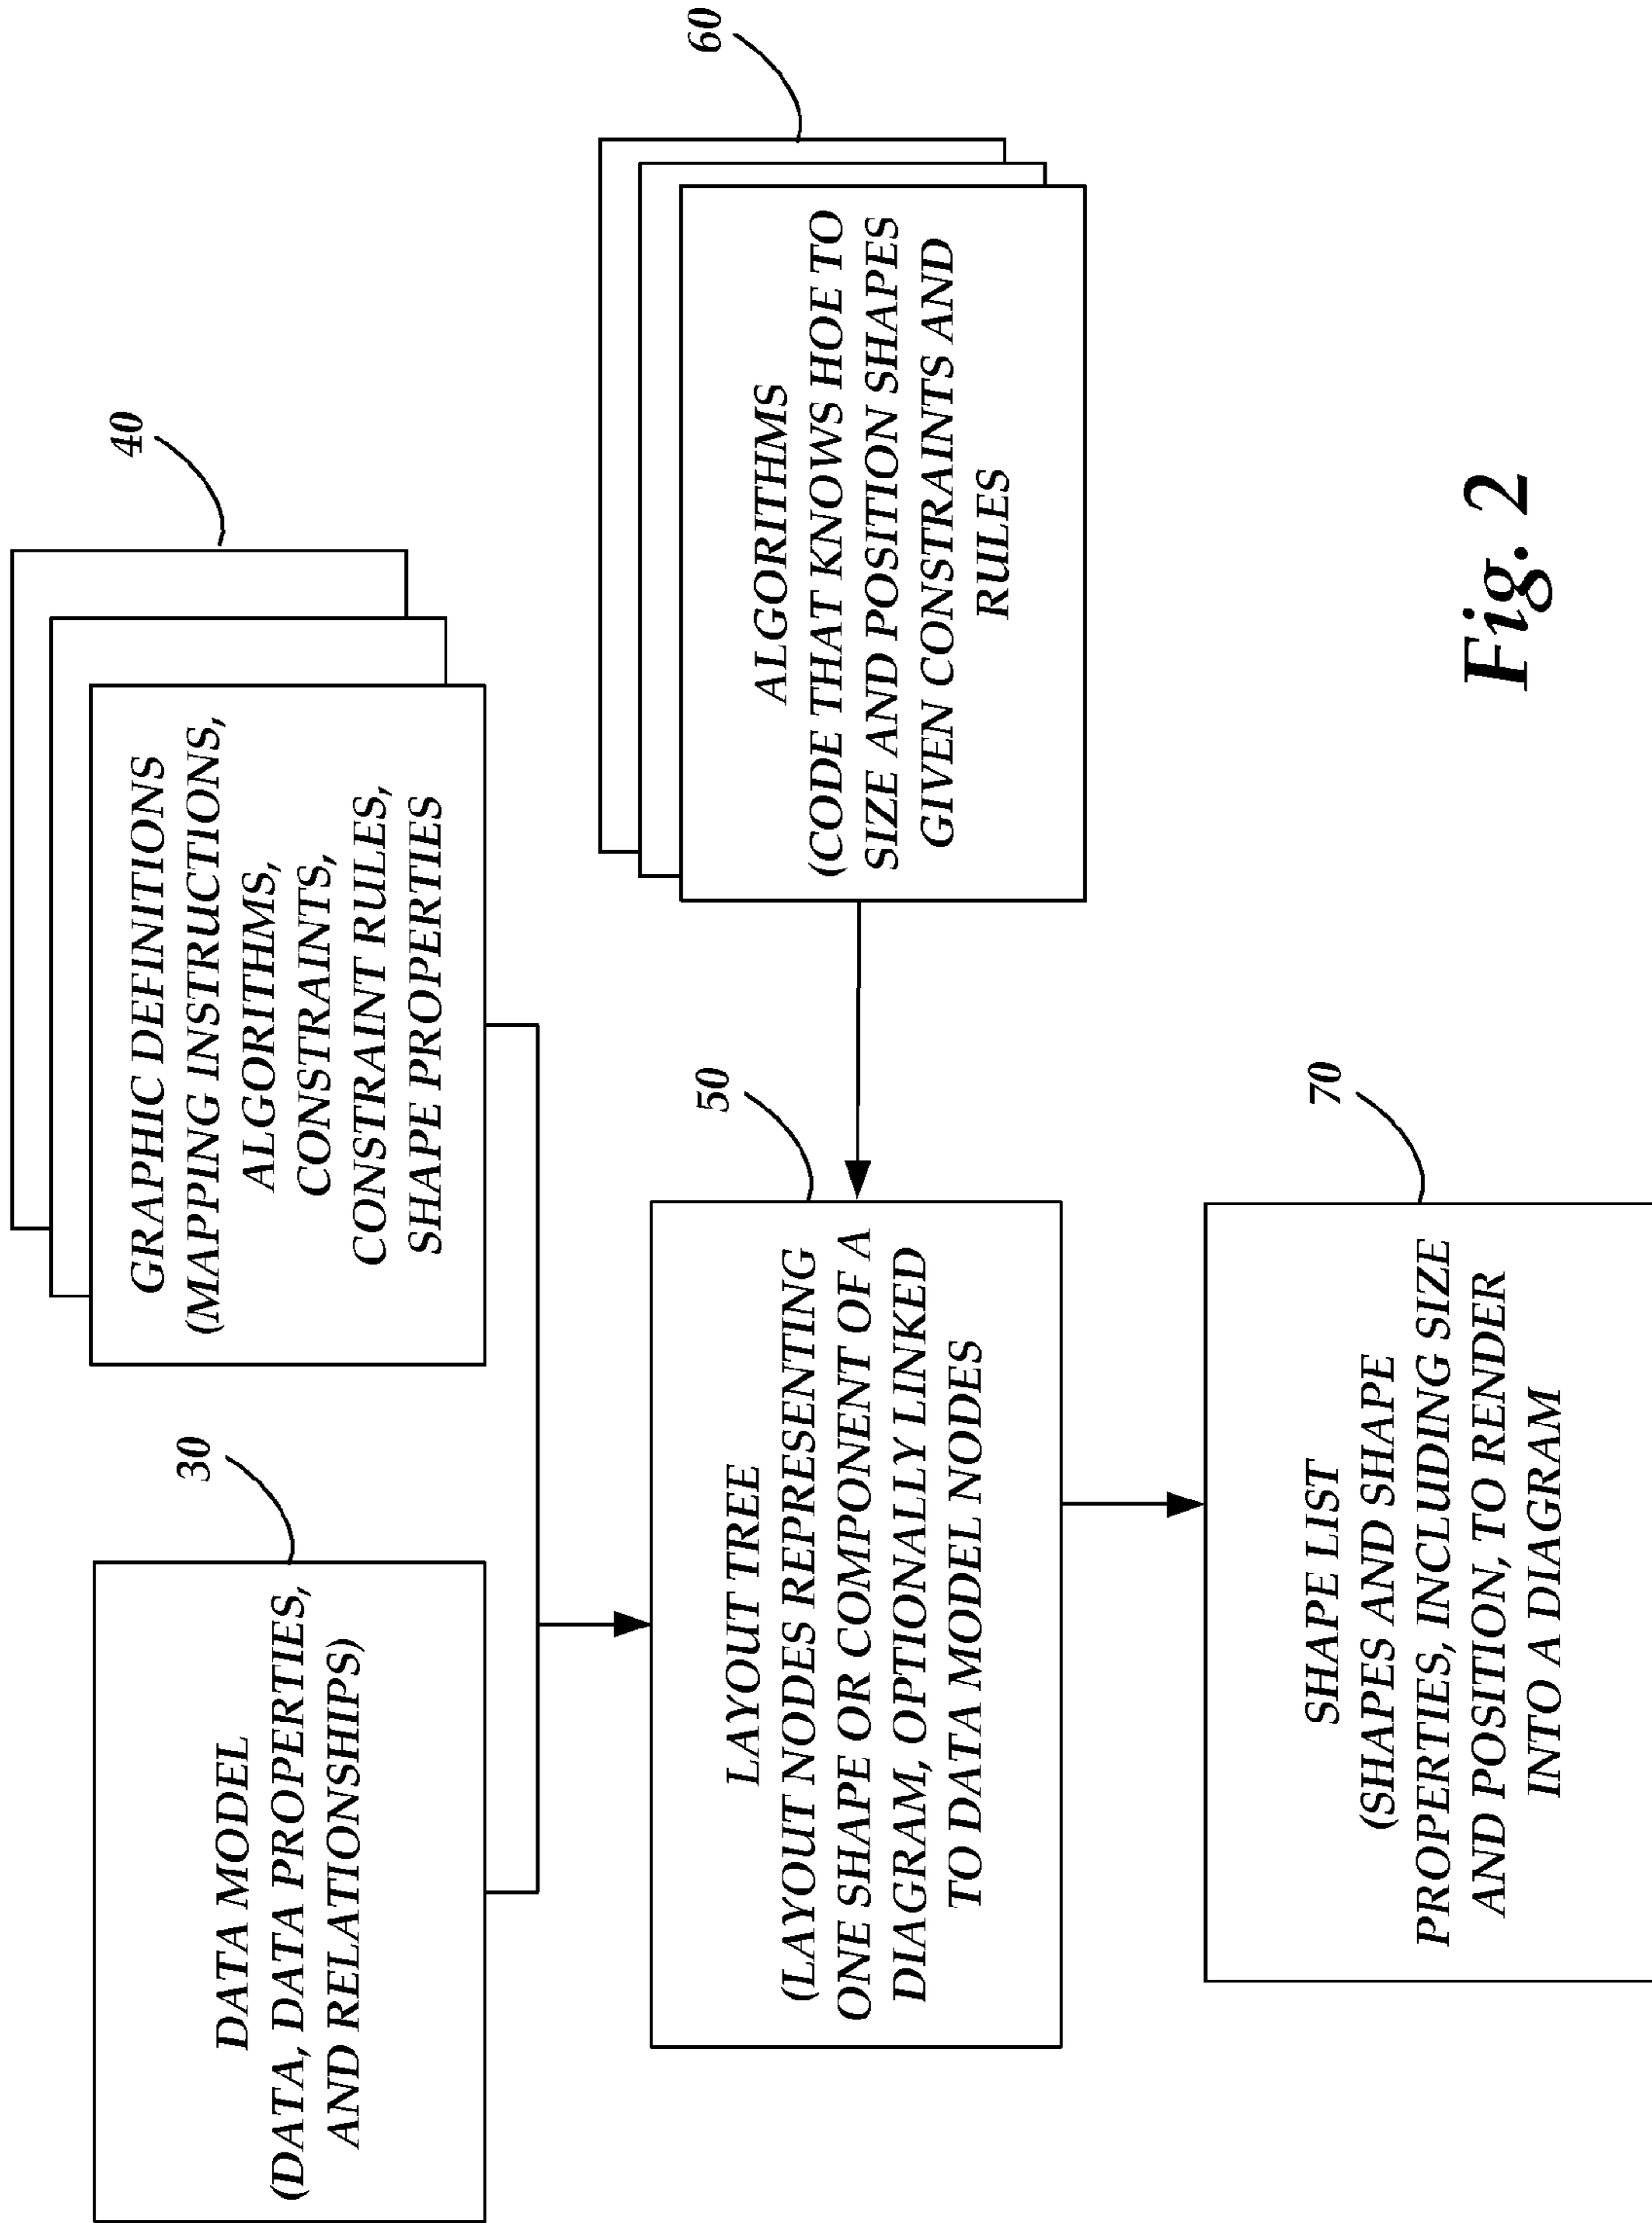 30
DATA MODEL
(DATA, DATA PROPERTIES,
AND RELATIONSHIPS)
40
GRAPHIC DEFINITIONS
(MAPPING INSTRUCTIONS,
ALGORITHMS,
CONSTRAINTS,
CONSTRAINT RULES,
SHAPE PROPERTIES
50
LAYOUT TREE
(LAYOUT NODES REPRESENTING
ONE SHAPE OR COMPONENT OF A
DIAGRAM, OPTIONALLY LINKED
TO DATA MODEL NODES
60
ALGORITHMS
(CODE THAT KNOWS HOE TO
SIZE AND POSITION SHAPES
GIVEN CONSTRAINTS AND
RULES
70
SHAPE LIST
(SHAPES AND SHAPE
PROPERTIES, INCLUDING SIZE
AND POSITION, TO RENDER
INTO A DIAGRAM
Fig. 2